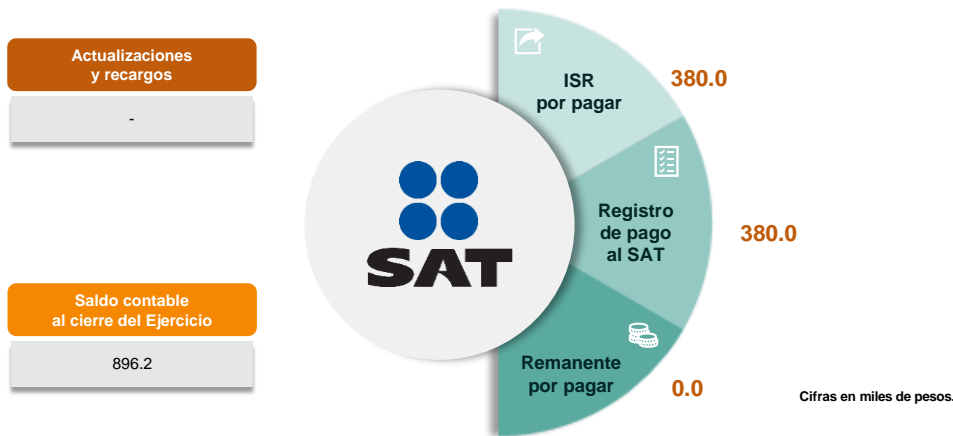 Actualizaciones
y recargos
-
Saldo contable
al cierre del Ejercicio
896.2
SAT
ISR
por pagar
380.0
Registro
de pago
al SAT
380.0
Remanente
por pagar
0.0
Cifras en miles de pesos.